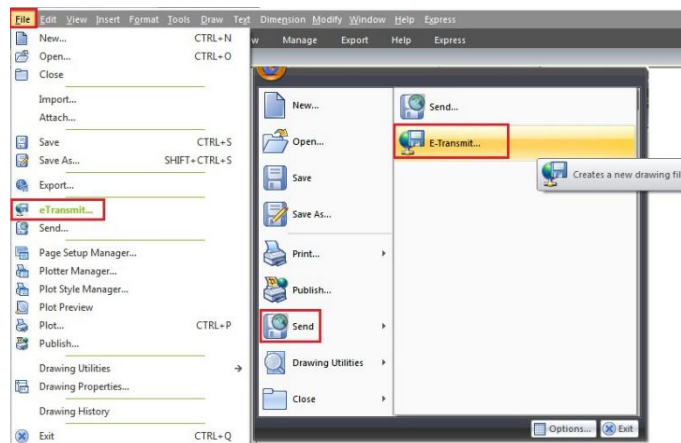 File Edit View Insert Format Tools Draw Text Dimension Modify Window Help Express
New... CTRL+N
Open... CTRL+O
Close
Import...
Attach...
Save CTRL+S
Save As... SHIFT+CTRL+S
Export...
eTransmit...
Send...
Page Setup Manager...
Plotter Manager...
Plot Style Manager...
Plot Preview
Plot... CTRL+P
Publish...
Drawing Utilities
Drawing Properties...
Drawing History
Exit CTRL+Q
w Manage Export Help Express
New...
Open...
Save
Save As...
Print...
Publish...
Send
Drawing Utilities
Close
Send...
E-Transmit...
Creates a new drawing fil
Options... Exit